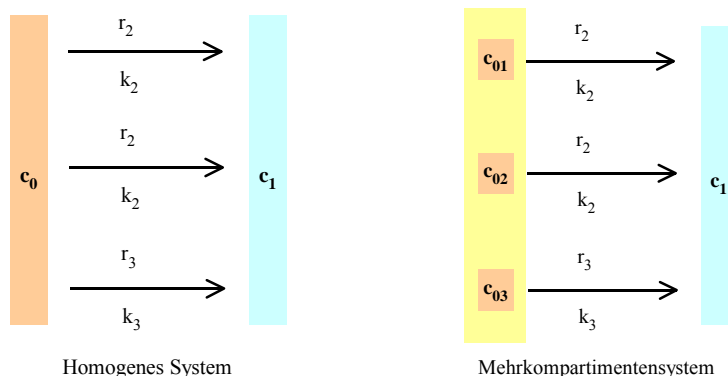 r2
k2
r2
c0
c1
k2
r3
k3
Homogenes System
r2
c01
k2
r2
c02
c1
k2
r3
c03
k3
Mehrkompartimentensystem